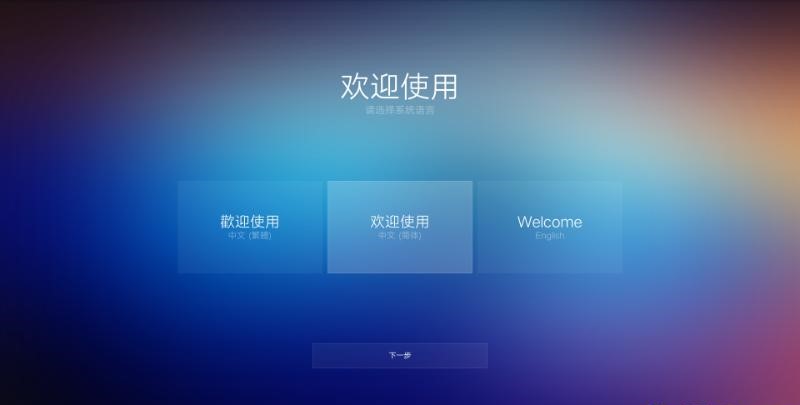 欢迎使用
请选择系统语言
歡迎使用
中文 (繁體)
欢迎使用
中文 (简体)
Welcome
English
下一步